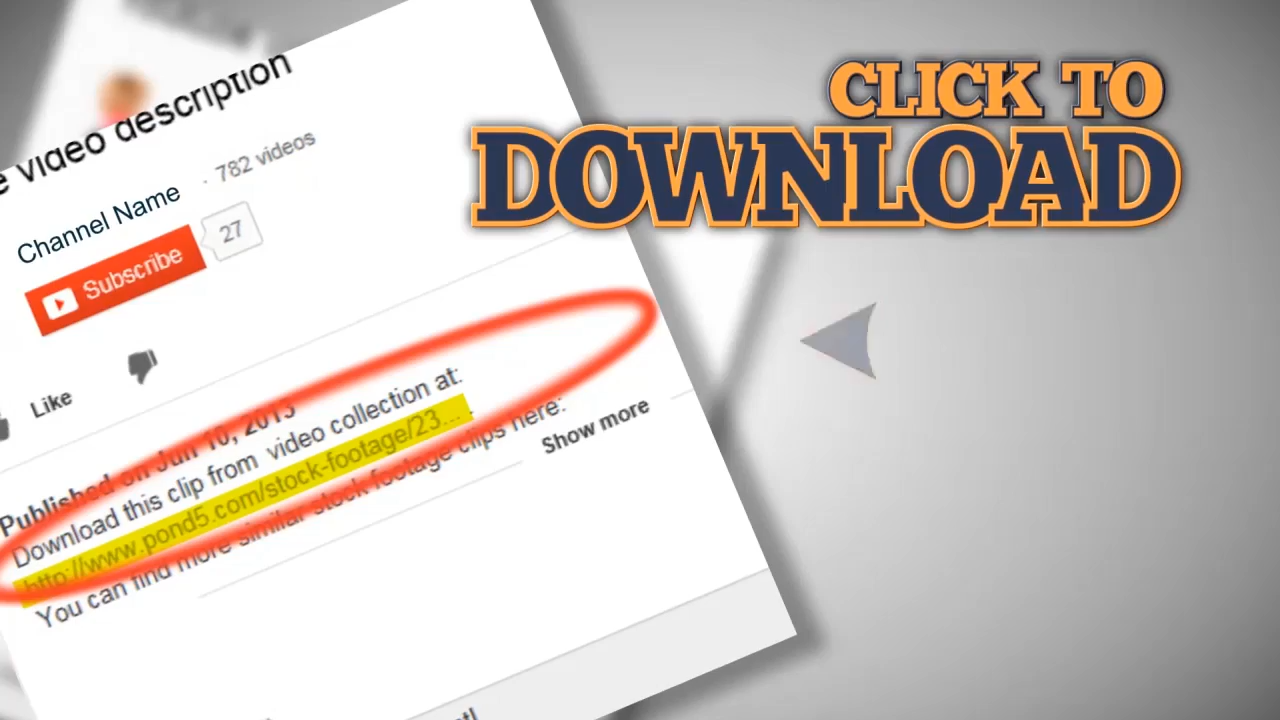 e video description
Channel Name · 782 videos
Subscribe 27
Like
Published on Jun 10, 2013
Download this clip from video collection at:
http://www.pond5.com/stock-footage/23...
You can find more similar stock footage clips here:
Show more
CLICK TO
DOWNLOAD